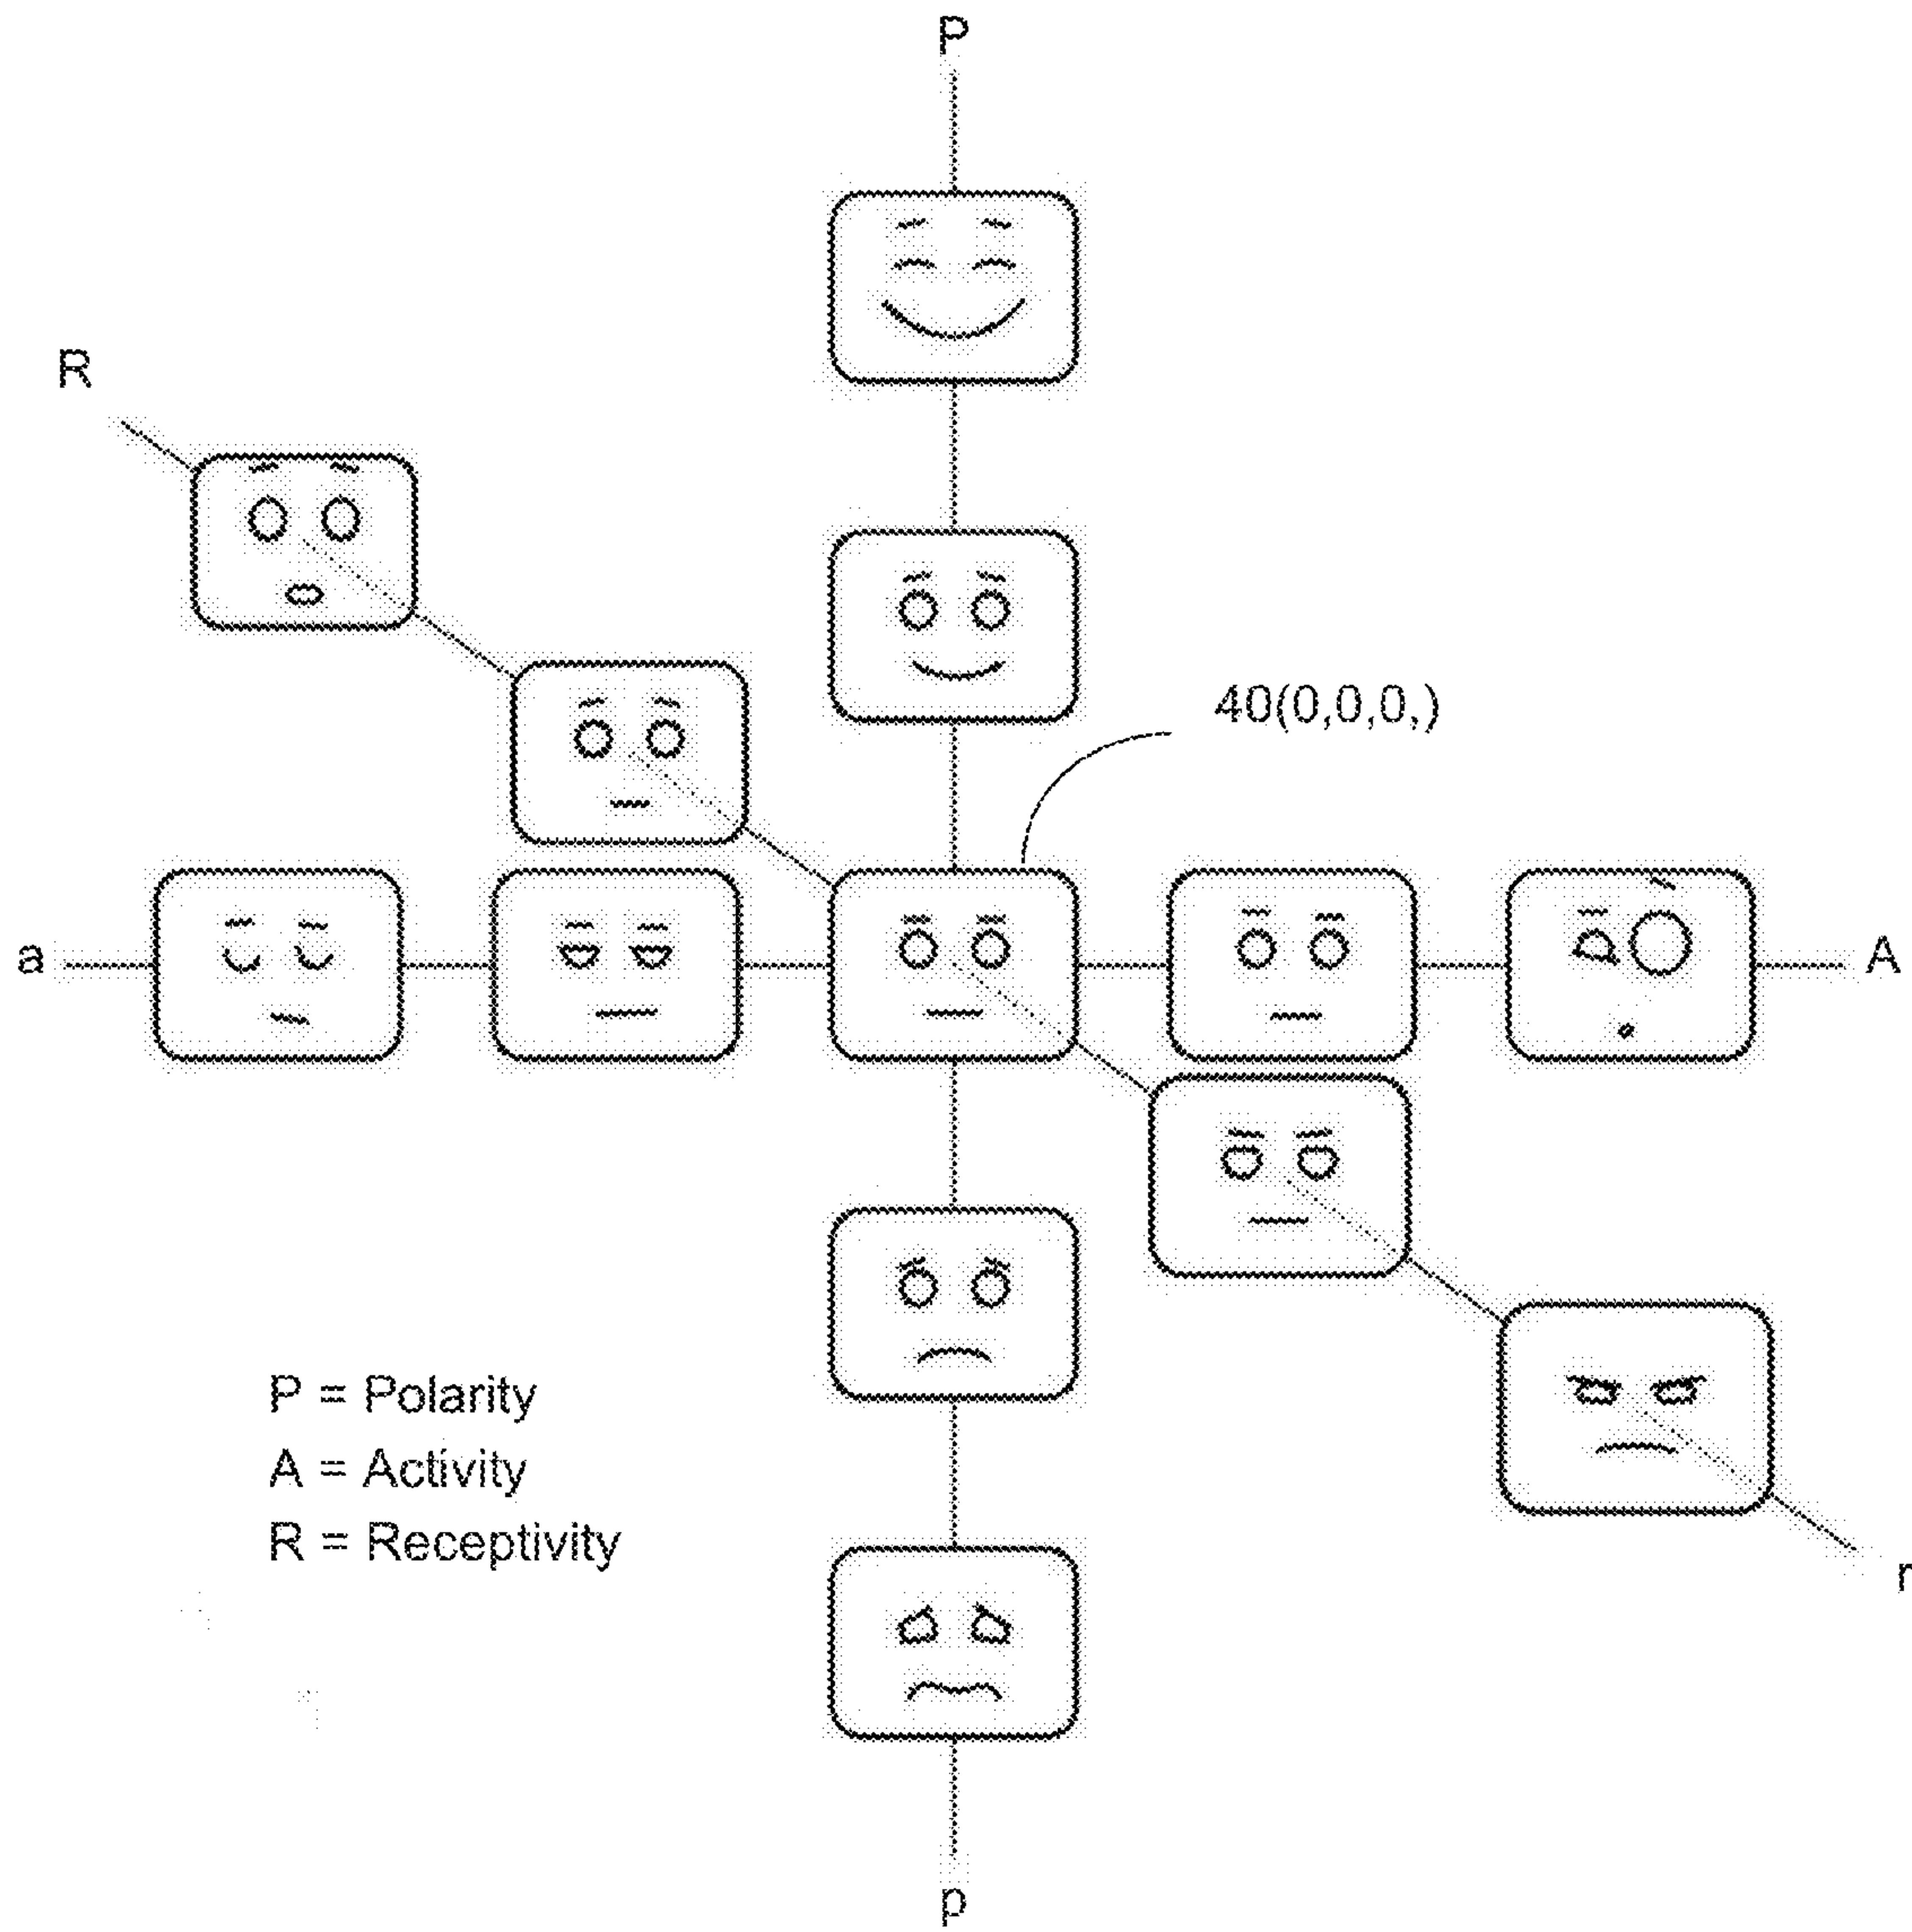 P
R
40(0,0,0,)
a
A
P = Polarity
A = Activity
R = Receptivity
r
p